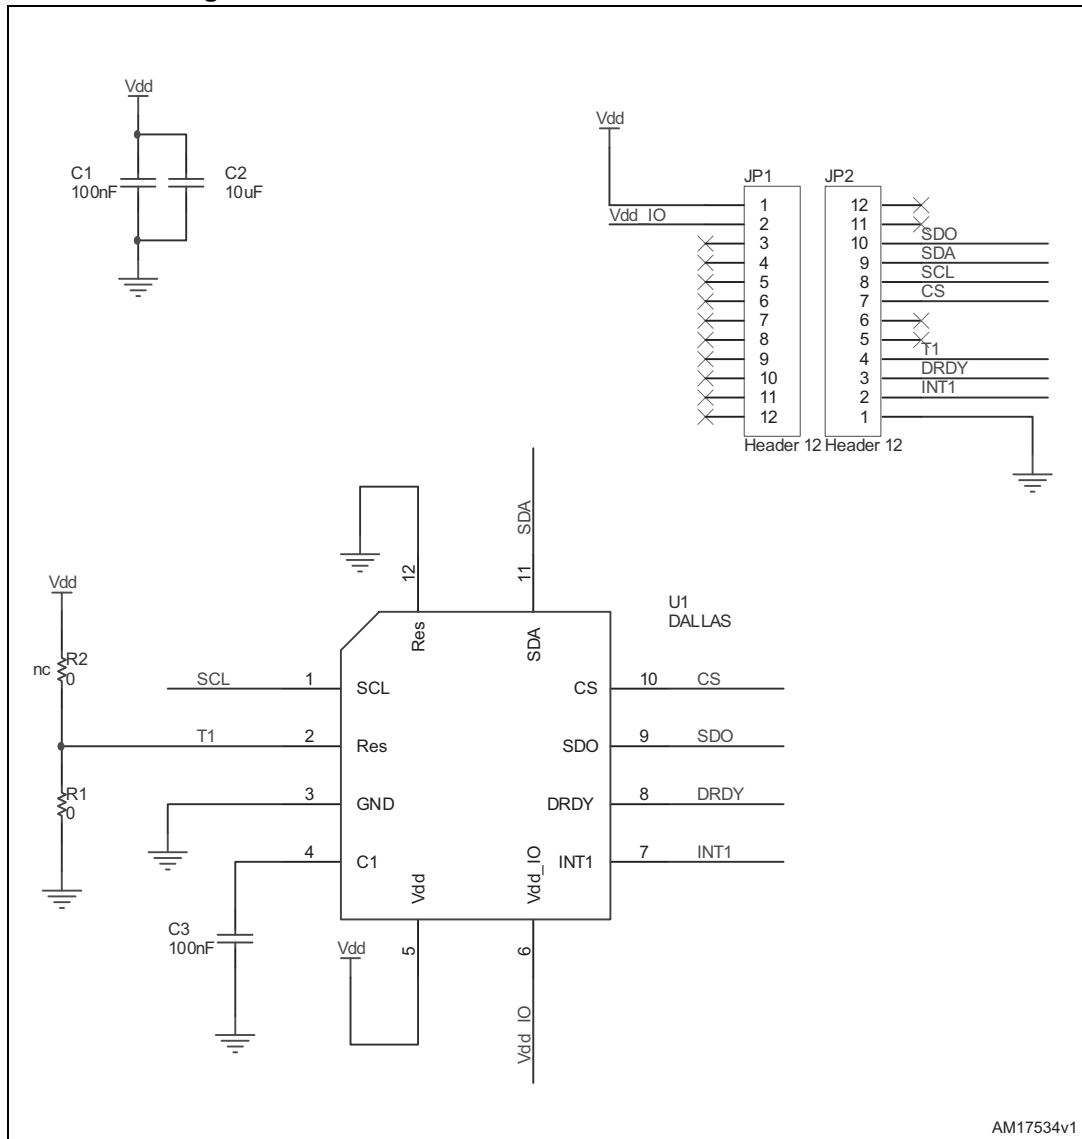 Vdd
C1
100nF
C2
10uF
Vdd
Vdd_IO
JP1
1
2
3
4
5
6
7
8
9
10
11
12
Header 12
JP2
12
11
10
9
8
7
6
5
4
3
2
1
Header 12
SDO
SDA
SCL
CS
T1
DRDY
INT1
SDA
12
11
Res
SDA
U1
DALLAS
Vdd
nc
R2
0
R1
0
SCL
1
SCL
T1
2
Res
3
GND
4
C1
CS
10
CS
SDO
9
SDO
DRDY
8
DRDY
INT1
7
INT1
Vdd
Vdd_IO
C3
100nF
Vdd
5
6
Vdd_IO
AM17534v1